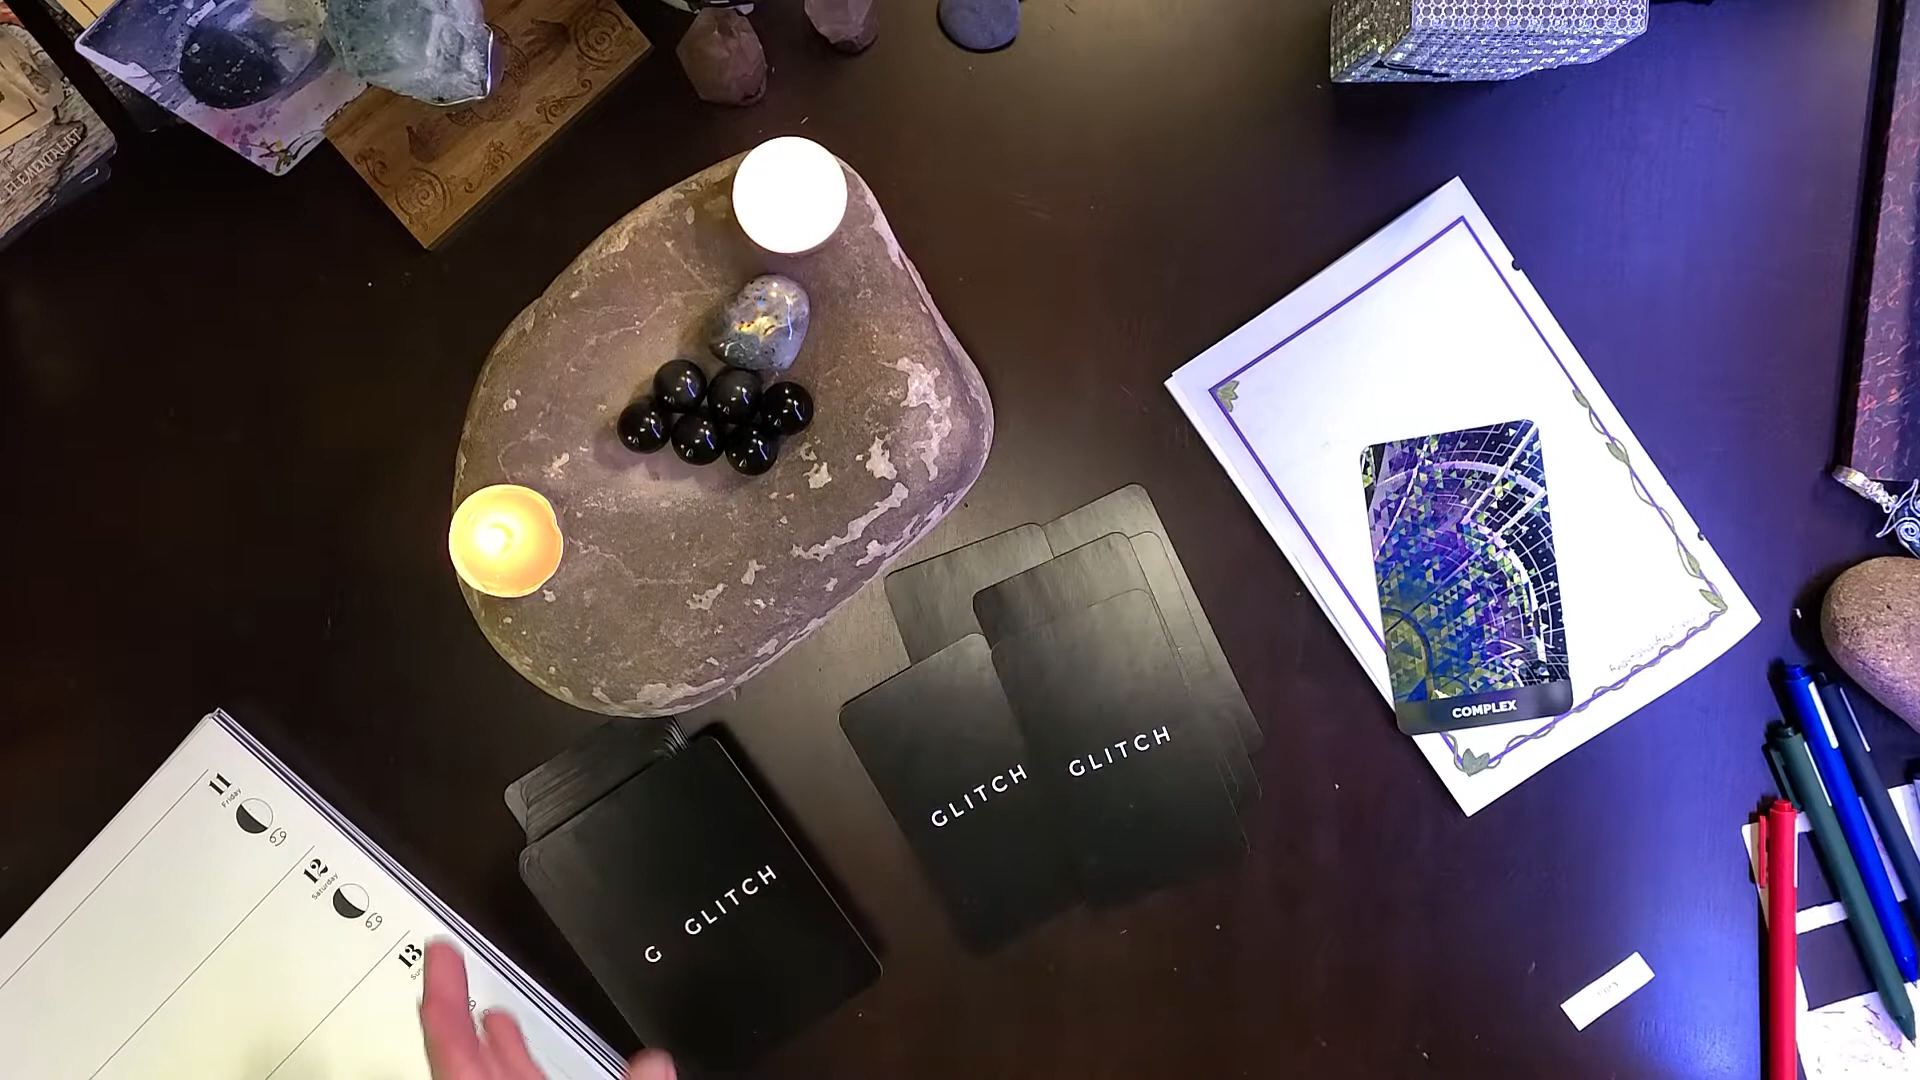 ELEMENTALIST
11
Friday
12
Saturday
13
GLITCH
GLITCH
G GLITCH
COMPLEX